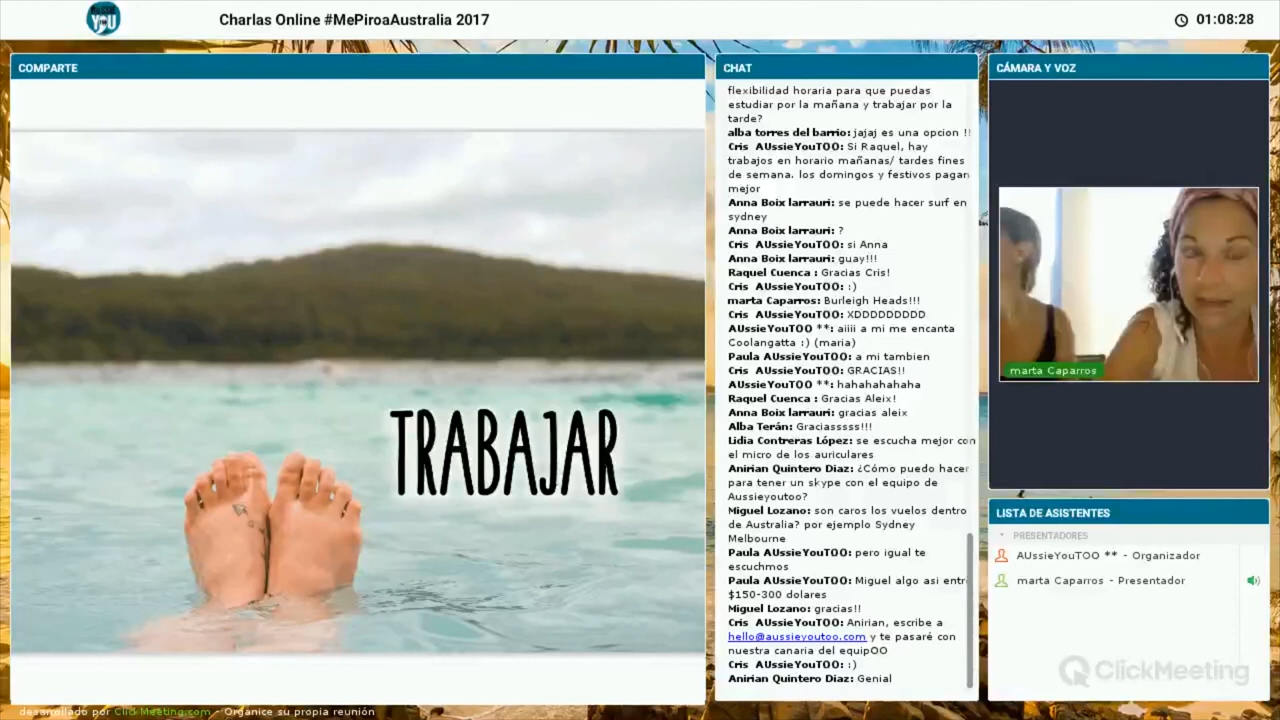 YOU
Charlas Online #MePiroaAustralia 2017
01:08:28
COMPARTE
TRABAJAR
CHAT
flexibilidad horaria para que puedas
estudiar por la mañana y trabajar por la
tarde?
alba torres del barrio: jajaj es una opcion !!
Cris AUssieYouTOO: Si Raquel, hay
trabajos en horario mañanas/ tardes fines
de semana. los domingos y festivos pagan
mejor
Anna Boix larrauri: se puede hacer surf en
sydney
Anna Boix larrauri: ?
Cris AUssieYouTOO: si Anna
Anna Boix larrauri: guay!!!
Raquel Cuenca : Gracias Cris!
Cris AUssieYouTOO: :)
marta Caparros: Burleigh Heads!!!
Cris AUssieYouTOO: XDDDDDDDDD
AUssieYouTOO **: aiiii a mi me encanta
Coolangatta :) (maria)
Paula AUssieYouTOO: a mi tambien
Cris AUssieYouTOO: GRACIAS!!
AUssieYouTOO **: hahahahahaha
Raquel Cuenca : Gracias Aleix!
Anna Boix larrauri: gracias aleix
Alba Terán: Graciasssss!!!
Lidia Contreras López: se escucha mejor con
el micro de los auriculares
Anirian Quintero Diaz: ¿Cómo puedo hacer
para tener un skype con el equipo de
Aussieyoutoo?
Miguel Lozano: son caros los vuelos dentro
de Australia? por ejemplo Sydney
Melbourne
Paula AUssieYouTOO: pero igual te
escuchmos
Paula AUssieYouTOO: Miguel algo asi entre
$150-300 dolares
Miguel Lozano: gracias!!
Cris AUssieYouTOO: Anirian, escribe a
hello@aussieyoutoo.com y te pasaré con
nuestra canaria del equipOO
Cris AUssieYouTOO: :)
Anirian Quintero Diaz: Genial
CÁMARA Y VOZ
marta Caparros
LISTA DE ASISTENTES
PRESENTADORES
AUssieYouTOO ** - Organizador
marta Caparros - Presentador
ClickMeeting
desarrollado por ClickMeeting.com - Organice su propia reunión